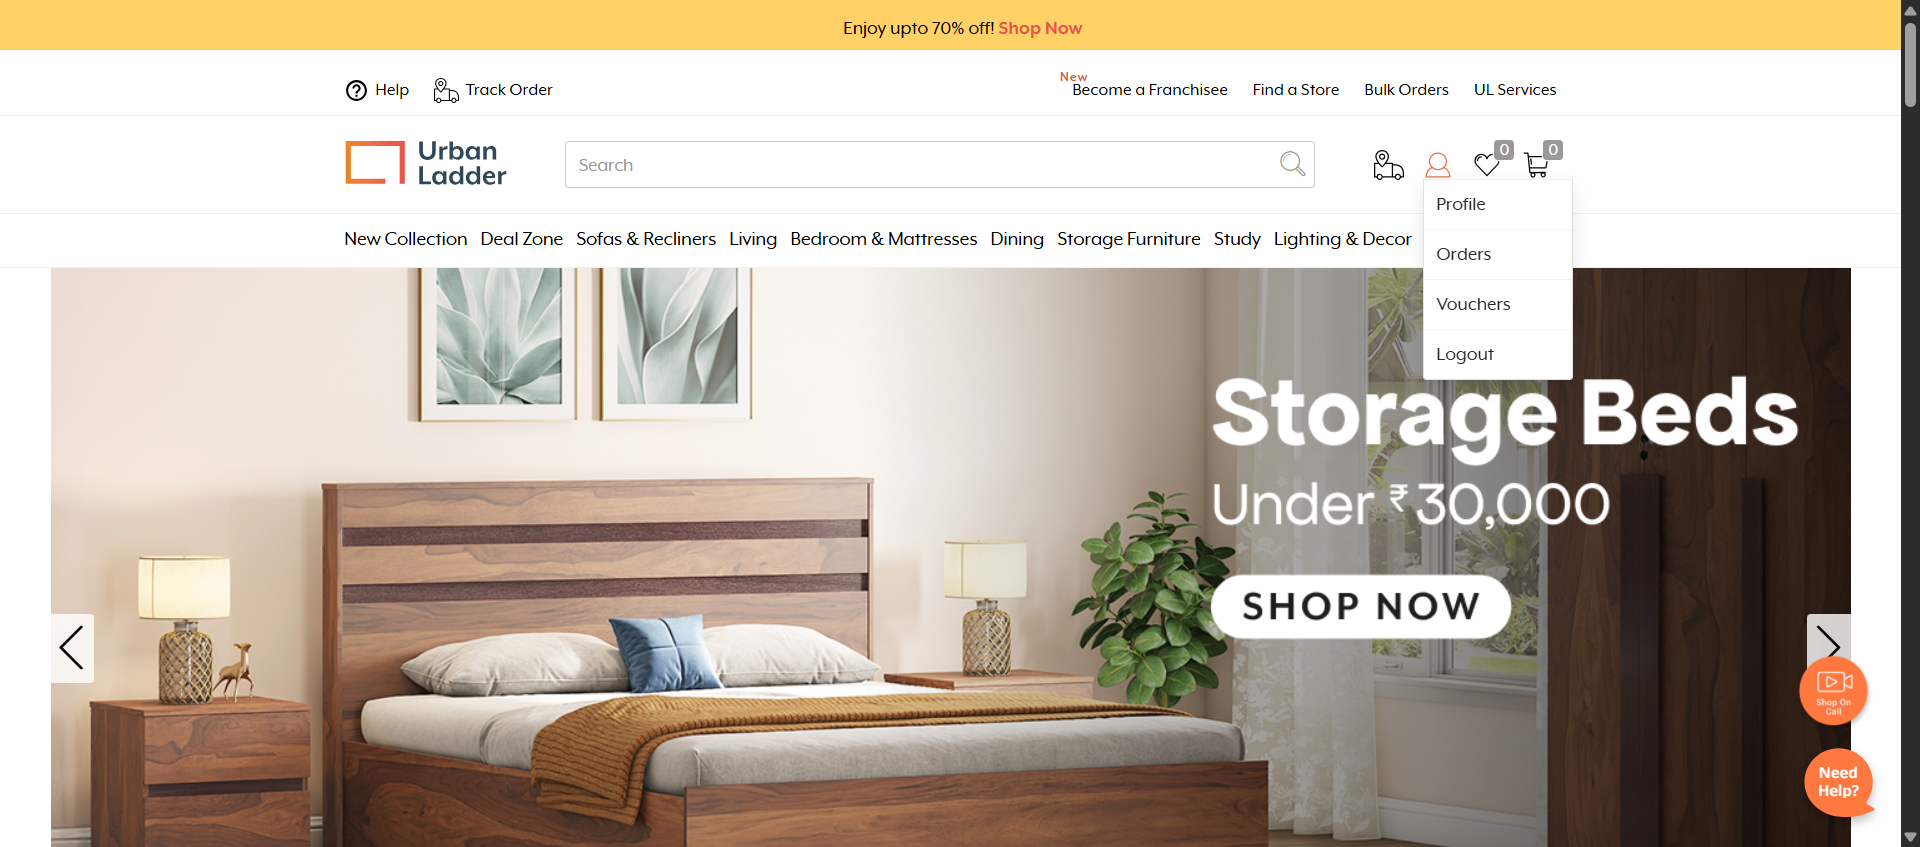 Enjoy upto 70% off! Shop Now
Help
Track Order
New
Become a Franchisee
Find a Store
Bulk Orders
UL Services
Urban
Ladder
Search
0
0
Profile
Orders
Vouchers
Logout
New Collection
Deal Zone
Sofas & Recliners
Living
Bedroom & Mattresses
Dining
Storage Furniture
Study
Lighting & Decor
Storage Beds
Under ₹30,000
SHOP NOW
Shop On
Call
Need
Help?